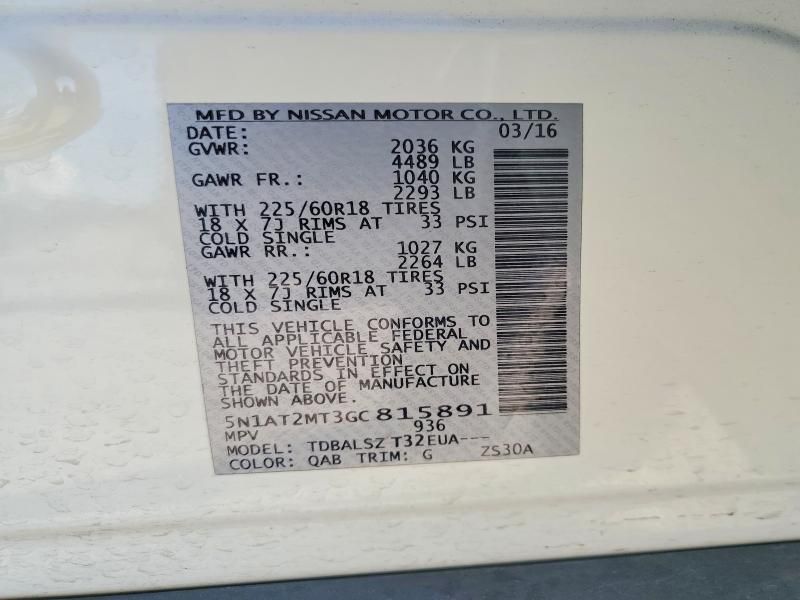 MFD BY NISSAN MOTOR CO., LTD.
DATE: 03/16
GVWR: 2036 KG
4489 LB
GAWR FR.: 1040 KG
2293 LB
WITH 225/60R18 TIRES
18 X 7J RIMS AT 33 PSI
COLD SINGLE
GAWR RR.: 1027 KG
2264 LB
WITH 225/60R18 TIRES
18 X 7J RIMS AT 33 PSI
COLD SINGLE
THIS VEHICLE CONFORMS TO
ALL APPLICABLE FEDERAL
MOTOR VEHICLE SAFETY AND
THEFT PREVENTION
STANDARDS IN EFFECT ON
THE DATE OF MANUFACTURE
SHOWN ABOVE.
5N1AT2MT3GC815891
MPV 936
MODEL: TDBALSZ T32EUA---
COLOR: QAB TRIM: G ZS30A